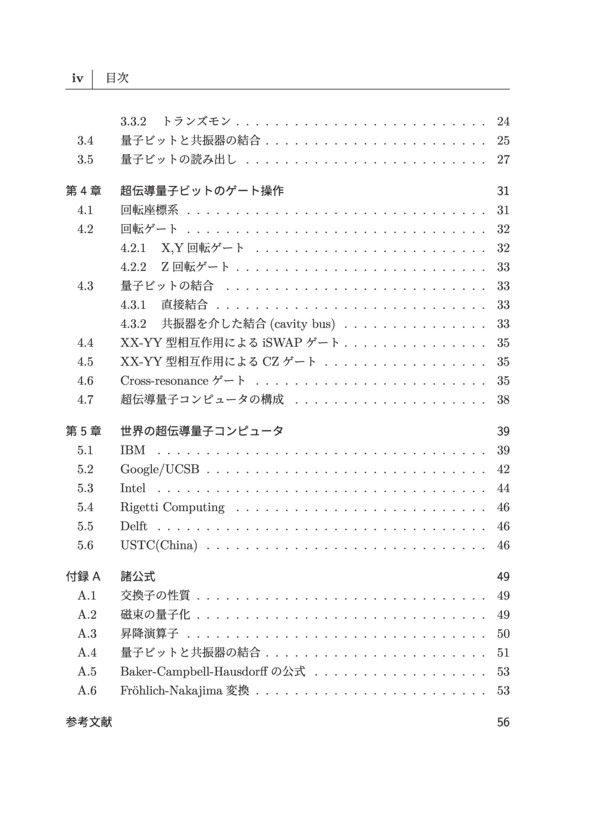 iv 目次
3.3.2 トランズモン . . . . . . . . . . . . . . . . . . . . . . . . . . 24
3.4 量子ビットと共振器の結合 . . . . . . . . . . . . . . . . . . . . . . . 25
3.5 量子ビットの読み出し . . . . . . . . . . . . . . . . . . . . . . . . . 27
第 4 章 超伝導量子ビットのゲート操作 31
4.1 回転座標系 . . . . . . . . . . . . . . . . . . . . . . . . . . . . . . . 31
4.2 回転ゲート . . . . . . . . . . . . . . . . . . . . . . . . . . . . . . . 32
4.2.1 X,Y 回転ゲート . . . . . . . . . . . . . . . . . . . . . . . . 32
4.2.2 Z 回転ゲート . . . . . . . . . . . . . . . . . . . . . . . . . . 33
4.3 量子ビットの結合 . . . . . . . . . . . . . . . . . . . . . . . . . . . 33
4.3.1 直接結合 . . . . . . . . . . . . . . . . . . . . . . . . . . . . 33
4.3.2 共振器を介した結合 (cavity bus) . . . . . . . . . . . . . . . 33
4.4 XX-YY 型相互作用による iSWAP ゲート . . . . . . . . . . . . . . . 35
4.5 XX-YY 型相互作用による CZ ゲート . . . . . . . . . . . . . . . . . 35
4.6 Cross-resonance ゲート . . . . . . . . . . . . . . . . . . . . . . . . 35
4.7 超伝導量子コンピュータの構成 . . . . . . . . . . . . . . . . . . . . 38
第 5 章 世界の超伝導量子コンピュータ 39
5.1 IBM . . . . . . . . . . . . . . . . . . . . . . . . . . . . . . . . . . 39
5.2 Google/UCSB . . . . . . . . . . . . . . . . . . . . . . . . . . . . . 42
5.3 Intel . . . . . . . . . . . . . . . . . . . . . . . . . . . . . . . . . . 44
5.4 Rigetti Computing . . . . . . . . . . . . . . . . . . . . . . . . . . 46
5.5 Delft . . . . . . . . . . . . . . . . . . . . . . . . . . . . . . . . . . 46
5.6 USTC(China) . . . . . . . . . . . . . . . . . . . . . . . . . . . . . 46
付録 A 諸公式 49
A.1 交換子の性質 . . . . . . . . . . . . . . . . . . . . . . . . . . . . . . 49
A.2 磁束の量子化 . . . . . . . . . . . . . . . . . . . . . . . . . . . . . . 49
A.3 昇降演算子 . . . . . . . . . . . . . . . . . . . . . . . . . . . . . . . 50
A.4 量子ビットと共振器の結合 . . . . . . . . . . . . . . . . . . . . . . . 51
A.5 Baker-Campbell-Hausdorff の公式 . . . . . . . . . . . . . . . . . . 53
A.6 Fröhlich-Nakajima 変換 . . . . . . . . . . . . . . . . . . . . . . . . 53
参考文献 56